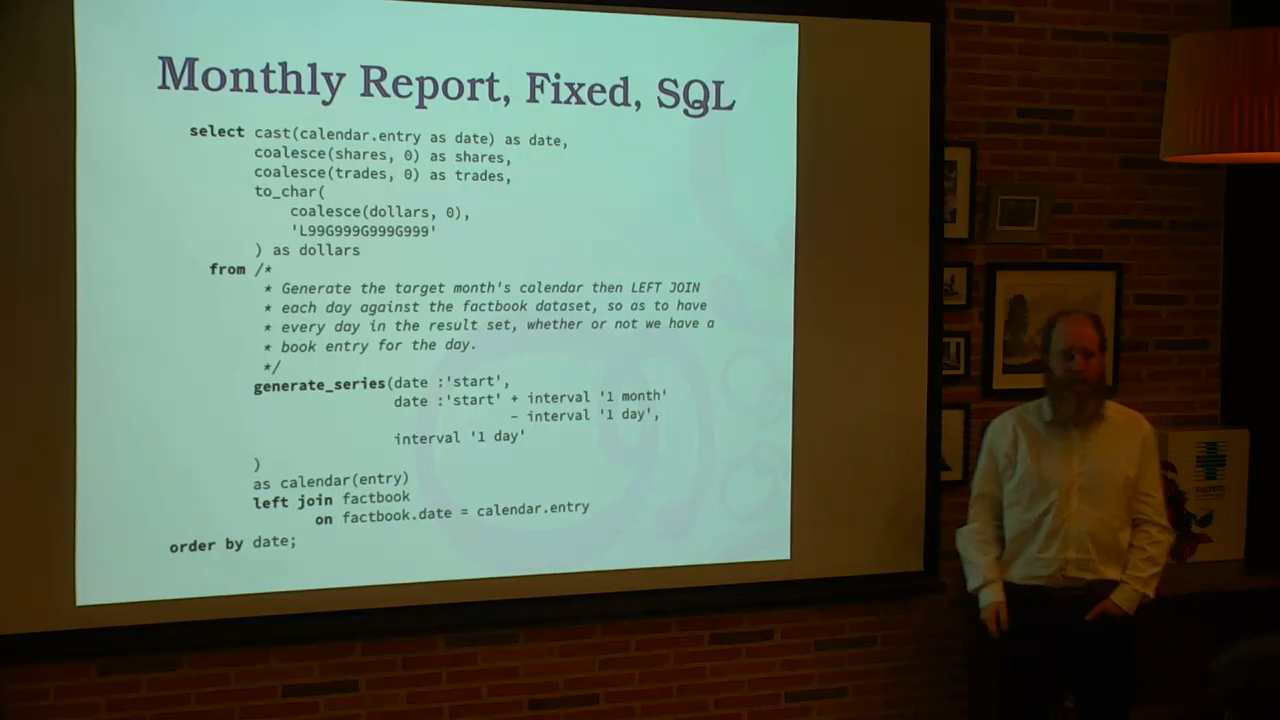 Monthly Report, Fixed, SQL
select cast(calendar.entry as date) as date,
coalesce(shares, 0) as shares,
coalesce(trades, 0) as trades,
to_char(
coalesce(dollars, 0),
'L99G999G999G999'
) as dollars
from /*
* Generate the target month's calendar then LEFT JOIN
* each day against the factbook dataset, so as to have
* every day in the result set, whether or not we have a
* book entry for the day.
*/
generate_series(date :'start',
date :'start' + interval '1 month'
- interval '1 day',
interval '1 day'
)
as calendar(entry)
left join factbook
on factbook.date = calendar.entry
order by date;